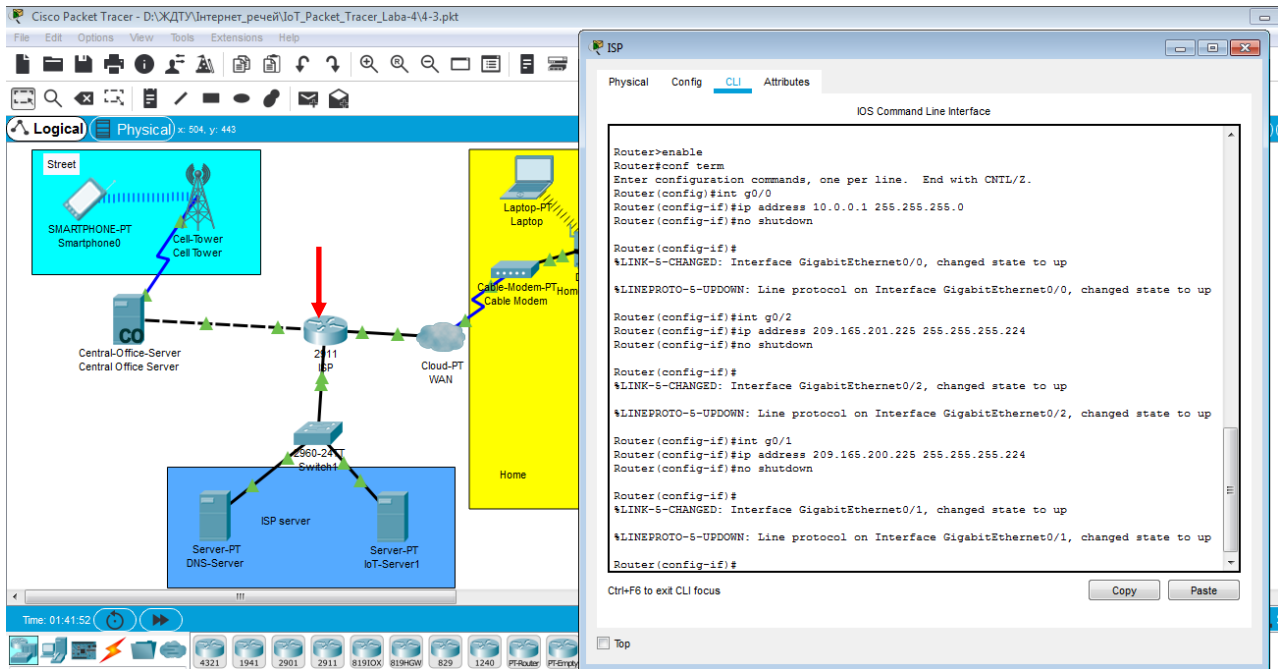 Cisco Packet Tracer - D:\ЖДТУ\Інтернет_речей\IoT_Packet_Tracer_Laba-4\4-3.pkt
File Edit Options View Tools Extensions Help
Logical Physical x: 504, y: 443
Street
SMARTPHONE-PT
Smartphone0
Cell-Tower
Cell Tower
CO
Central-Office-Server
Central Office Server
2911
ISP
Cloud-PT
WAN
Laptop-PT
Laptop
Cable-Modem-PT
Cable Modem
Hom
2960-24TT
Switch1
Home
ISP server
Server-PT
DNS-Server
Server-PT
IoT-Server1
Time: 01:41:52
4321 1941 2901 2911 819IOX 819HGW 829 1240 PT-Router PT-Empty
ISP
Physical Config CLI Attributes
IOS Command Line Interface
Router>enable
Router#conf term
Enter configuration commands, one per line. End with CNTL/Z.
Router(config)#int g0/0
Router(config-if)#ip address 10.0.0.1 255.255.255.0
Router(config-if)#no shutdown
Router(config-if)#
%LINK-5-CHANGED: Interface GigabitEthernet0/0, changed state to up
%LINEPROTO-5-UPDOWN: Line protocol on Interface GigabitEthernet0/0, changed state to up
Router(config-if)#int g0/2
Router(config-if)#ip address 209.165.201.225 255.255.255.224
Router(config-if)#no shutdown
Router(config-if)#
%LINK-5-CHANGED: Interface GigabitEthernet0/2, changed state to up
%LINEPROTO-5-UPDOWN: Line protocol on Interface GigabitEthernet0/2, changed state to up
Router(config-if)#int g0/1
Router(config-if)#ip address 209.165.200.225 255.255.255.224
Router(config-if)#no shutdown
Router(config-if)#
%LINK-5-CHANGED: Interface GigabitEthernet0/1, changed state to up
%LINEPROTO-5-UPDOWN: Line protocol on Interface GigabitEthernet0/1, changed state to up
Router(config-if)#
Ctrl+F6 to exit CLI focus
Copy
Paste
Top